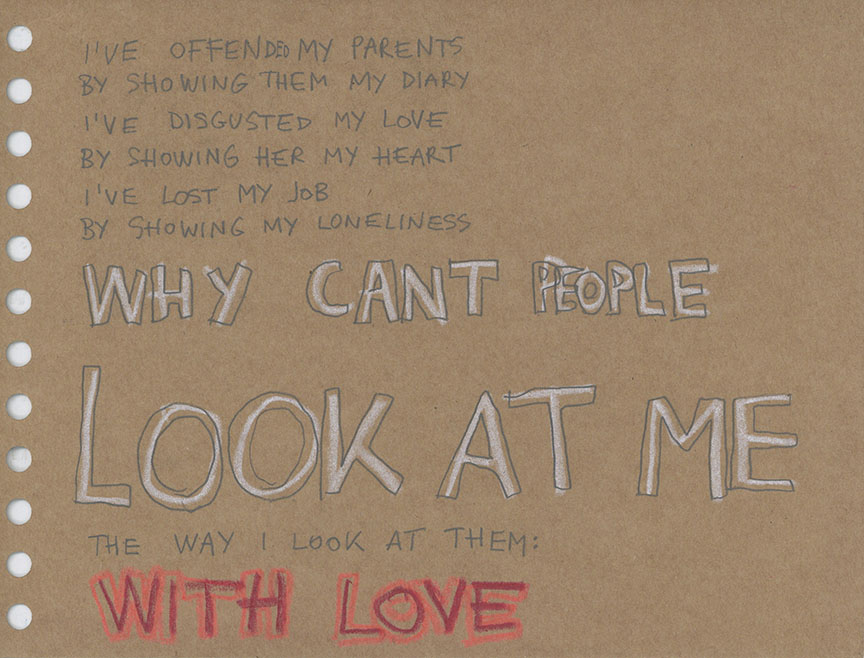 I'VE OFFENDED MY PARENTS
BY SHOWING THEM MY DIARY
I'VE DISGUSTED MY LOVE
BY SHOWING HER MY HEART
I'VE LOST MY JOB
BY SHOWING MY LONELINESS
WHY CANT PEOPLE
LOOK AT ME
THE WAY I LOOK AT THEM:
WITH LOVE